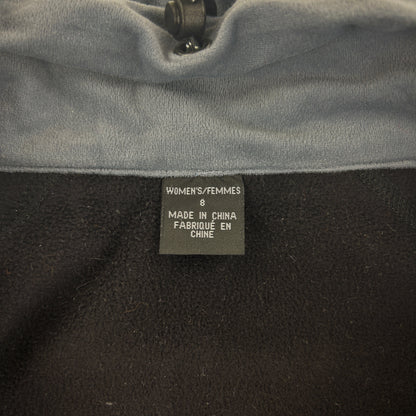 WOMEN'S/FEMMES
8
MADE IN CHINA
FABRIQUÉ EN
CHINE